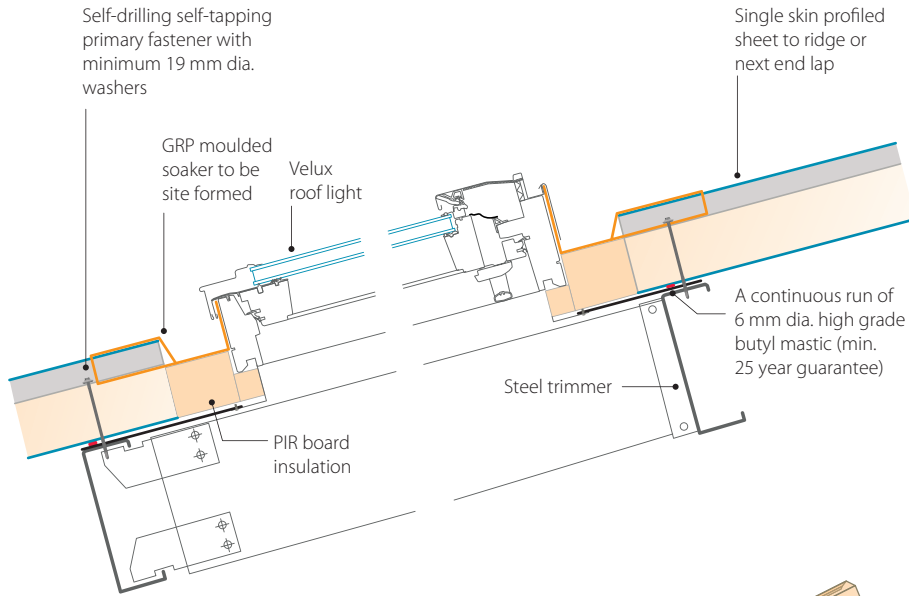 Self-drilling self-tapping
primary fastener with
minimum 19 mm dia.
washers
GRP moulded
soaker to be
site formed
Velux
roof light
Single skin profiled
sheet to ridge or
next end lap
A continuous run of
6 mm dia. high grade
butyl mastic (min.
25 year guarantee)
Steel trimmer
PIR board
insulation